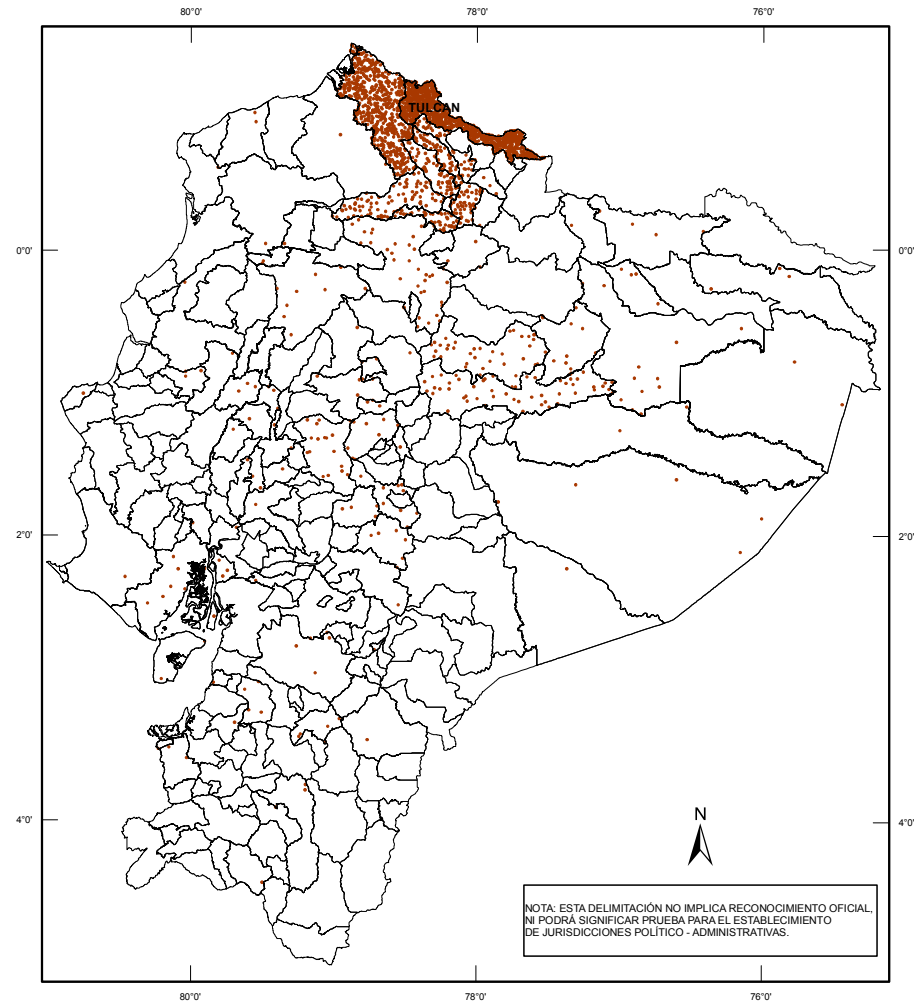 80°0' 78°0' 76°0'
TULCAN
0°0' 0°0'
2°0' 2°0'
4°0' 4°0'
N
NOTA: ESTA DELIMITACIÓN NO IMPLICA RECONOCIMIENTO OFICIAL,
NI PODRÁ SIGNIFICAR PRUEBA PARA EL ESTABLECIMIENTO
DE JURISDICCIONES POLÍTICO - ADMINISTRATIVAS.
80°0' 78°0' 76°0'